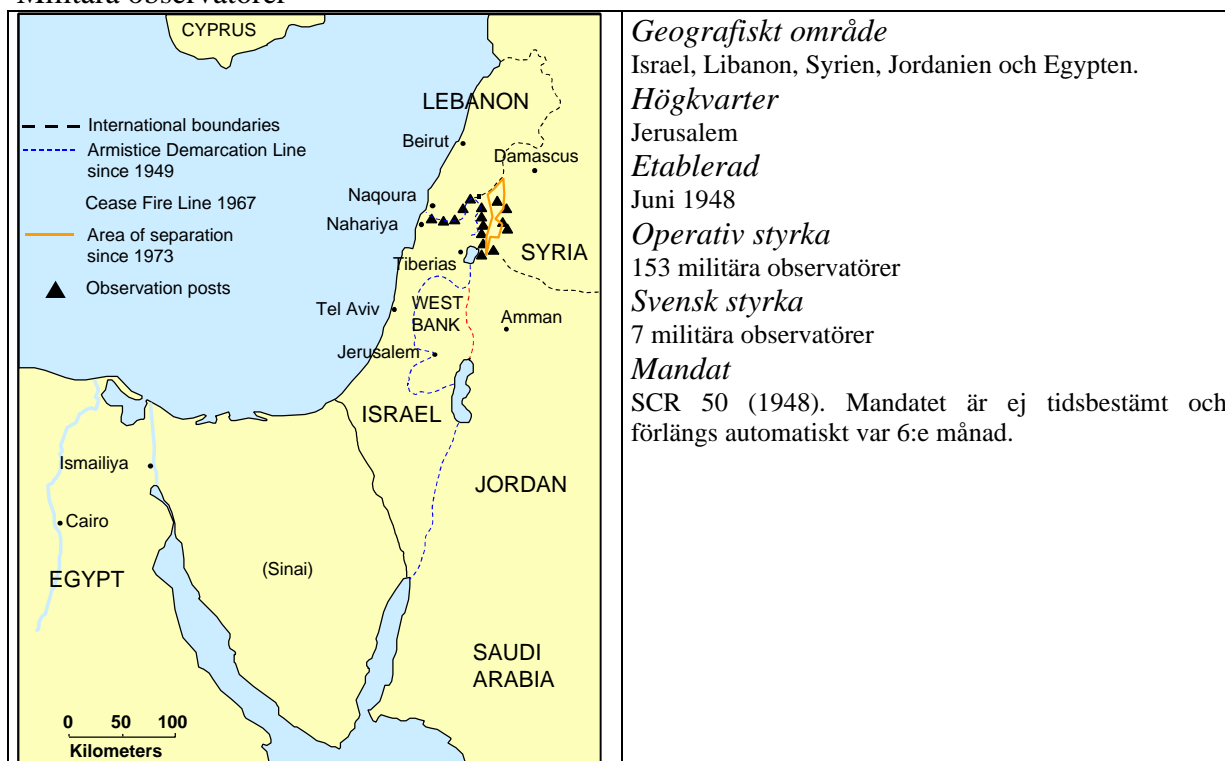 Militära observatörer
CYPRUS
LEBANON
International boundaries
Armistice Demarcation Line
since 1949
Cease Fire Line 1967
Area of separation
since 1973
Observation posts
Beirut
Damascus
Naqoura
Nahariya
SYRIA
Tiberias
Tel Aviv
WEST
BANK
Amman
Jerusalem
ISRAEL
Ismailiya
JORDAN
Cairo
(Sinai)
EGYPT
SAUDI
ARABIA
0 50 100
Kilometers
Geografiskt område
Israel, Libanon, Syrien, Jordanien och Egypten.
Högkvarter
Jerusalem
Etablerad
Juni 1948
Operativ styrka
153 militära observatörer
Svensk styrka
7 militära observatörer
Mandat
SCR 50 (1948). Mandatet är ej tidsbestämt och
förlängs automatiskt var 6:e månad.